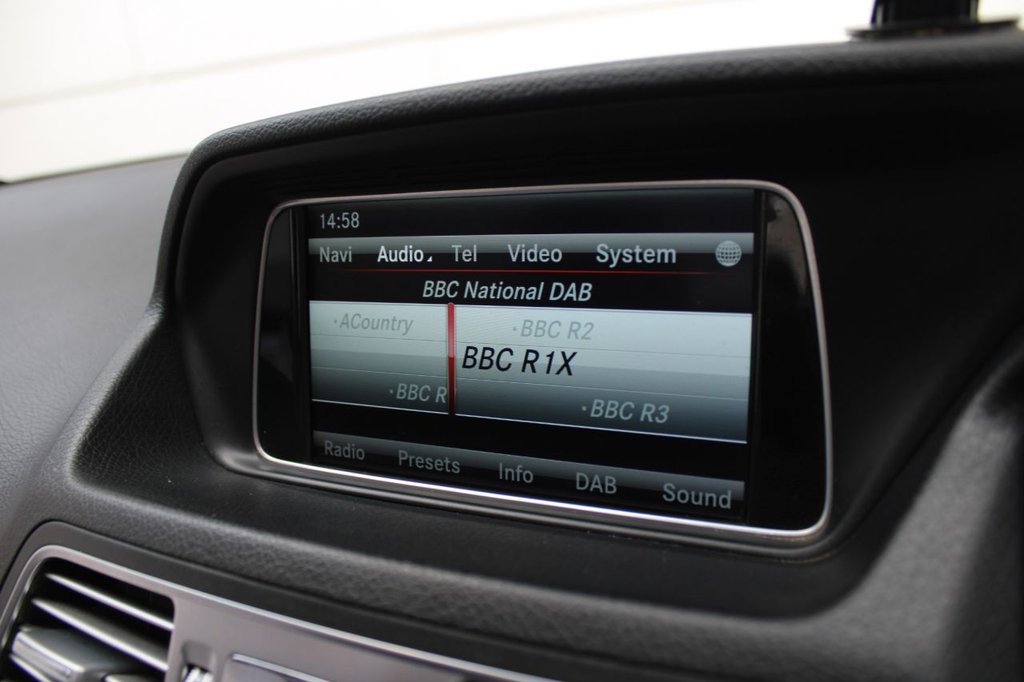 14:58
Navi Audio Tel Video System
BBC National DAB
·ACountry ·BBC R2
BBC R1X
·BBC R ·BBC R3
Radio Presets Info DAB Sound